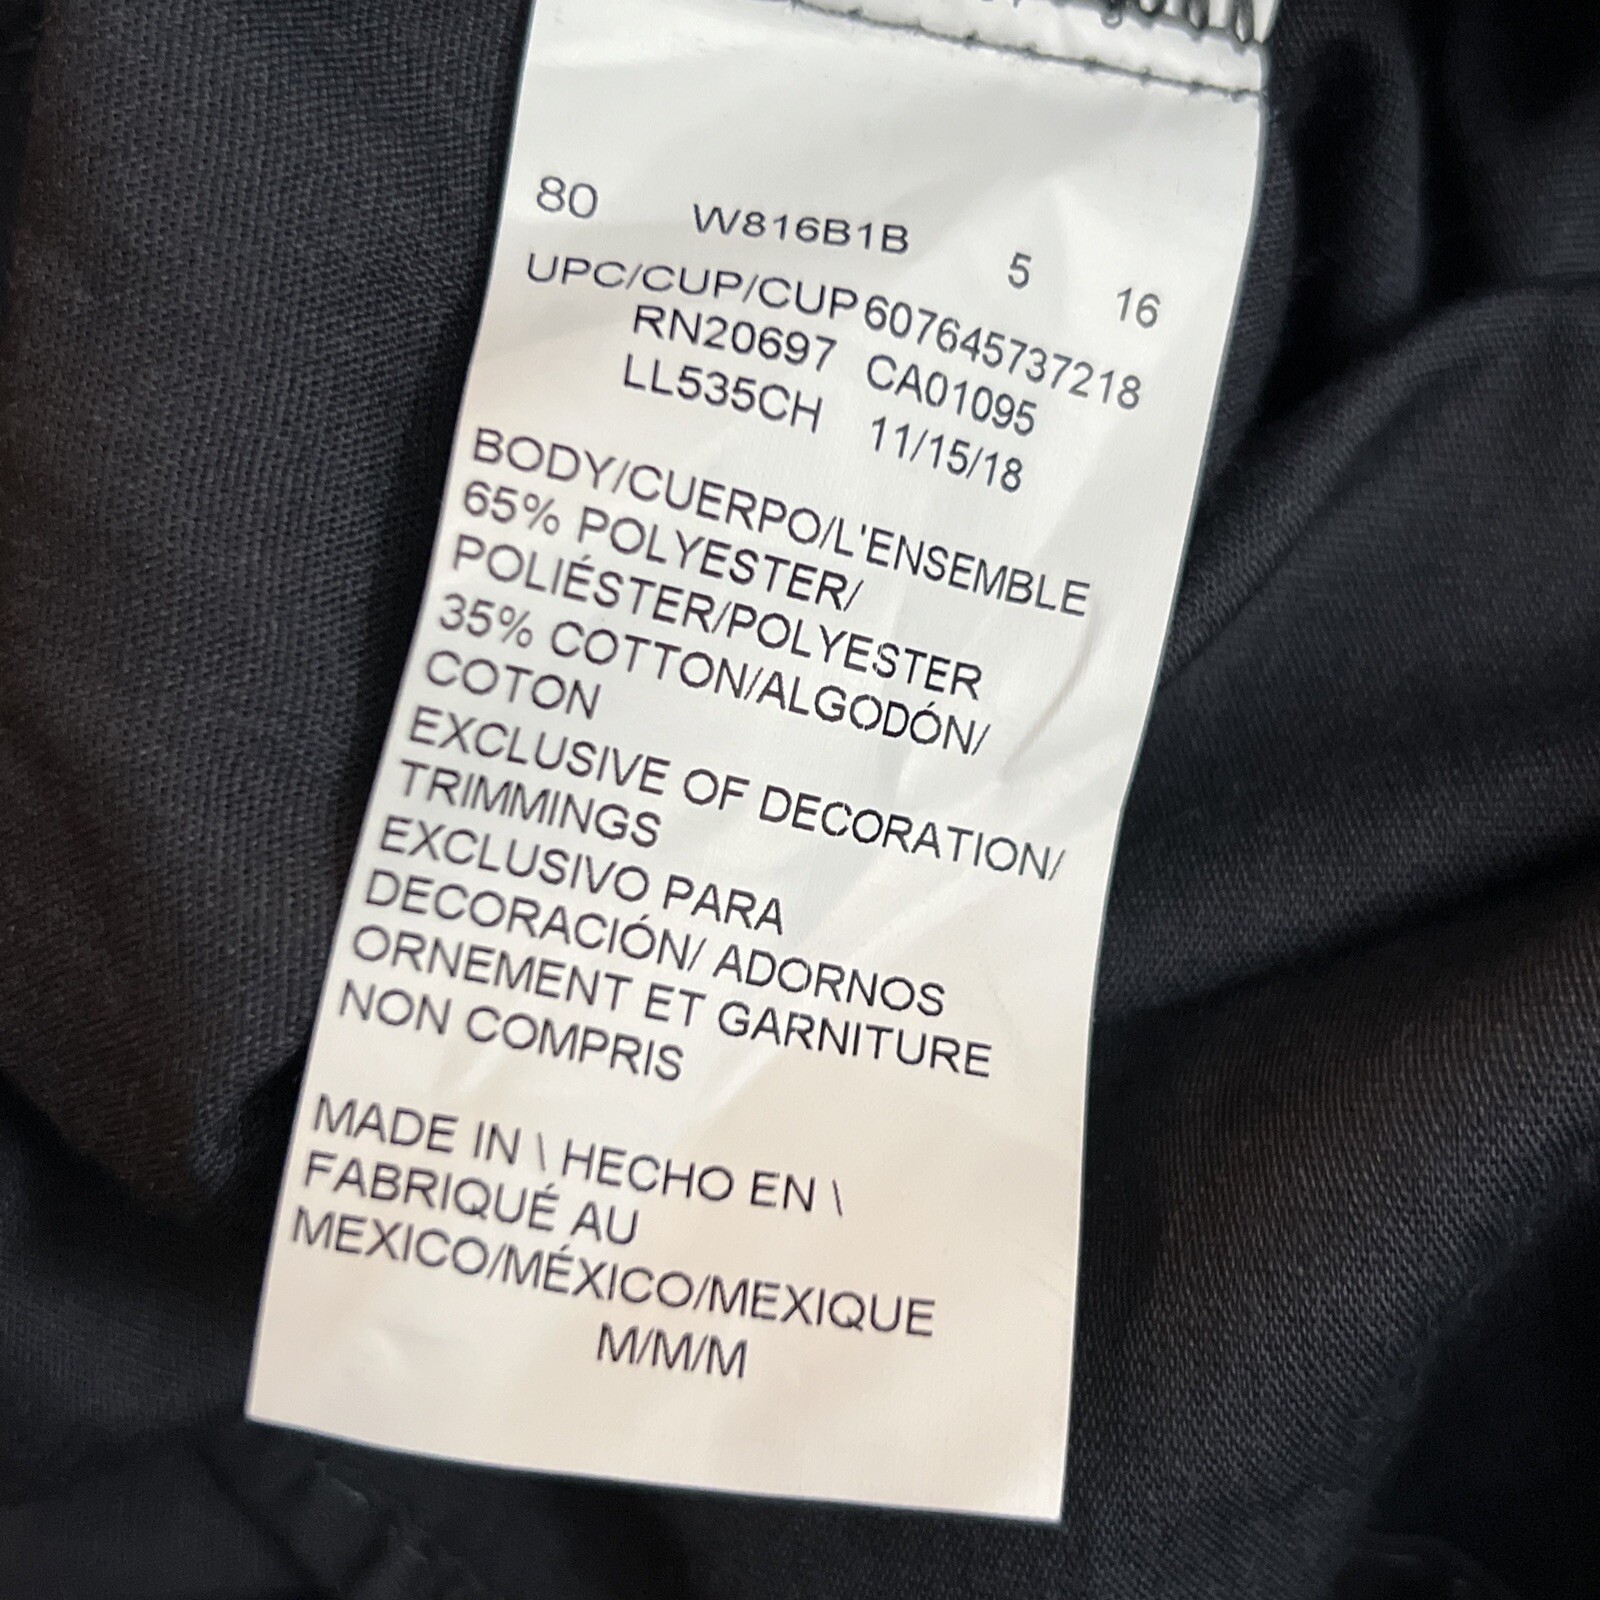 80 W816B1B 5 16
UPC/CUP/CUP 607645737218
RN20697 CA01095
LL535CH 11/15/18
BODY/CUERPO/L'ENSEMBLE
65% POLYESTER/
POLIÉSTER/POLYESTER
35% COTTON/ALGODÓN/
COTON
EXCLUSIVE OF DECORATION/
TRIMMINGS
EXCLUSIVO PARA
DECORACIÓN/ ADORNOS
ORNEMENT ET GARNITURE
NON COMPRIS
MADE IN \ HECHO EN \
FABRIQUÉ AU
MEXICO/MÉXICO/MEXIQUE
M/M/M